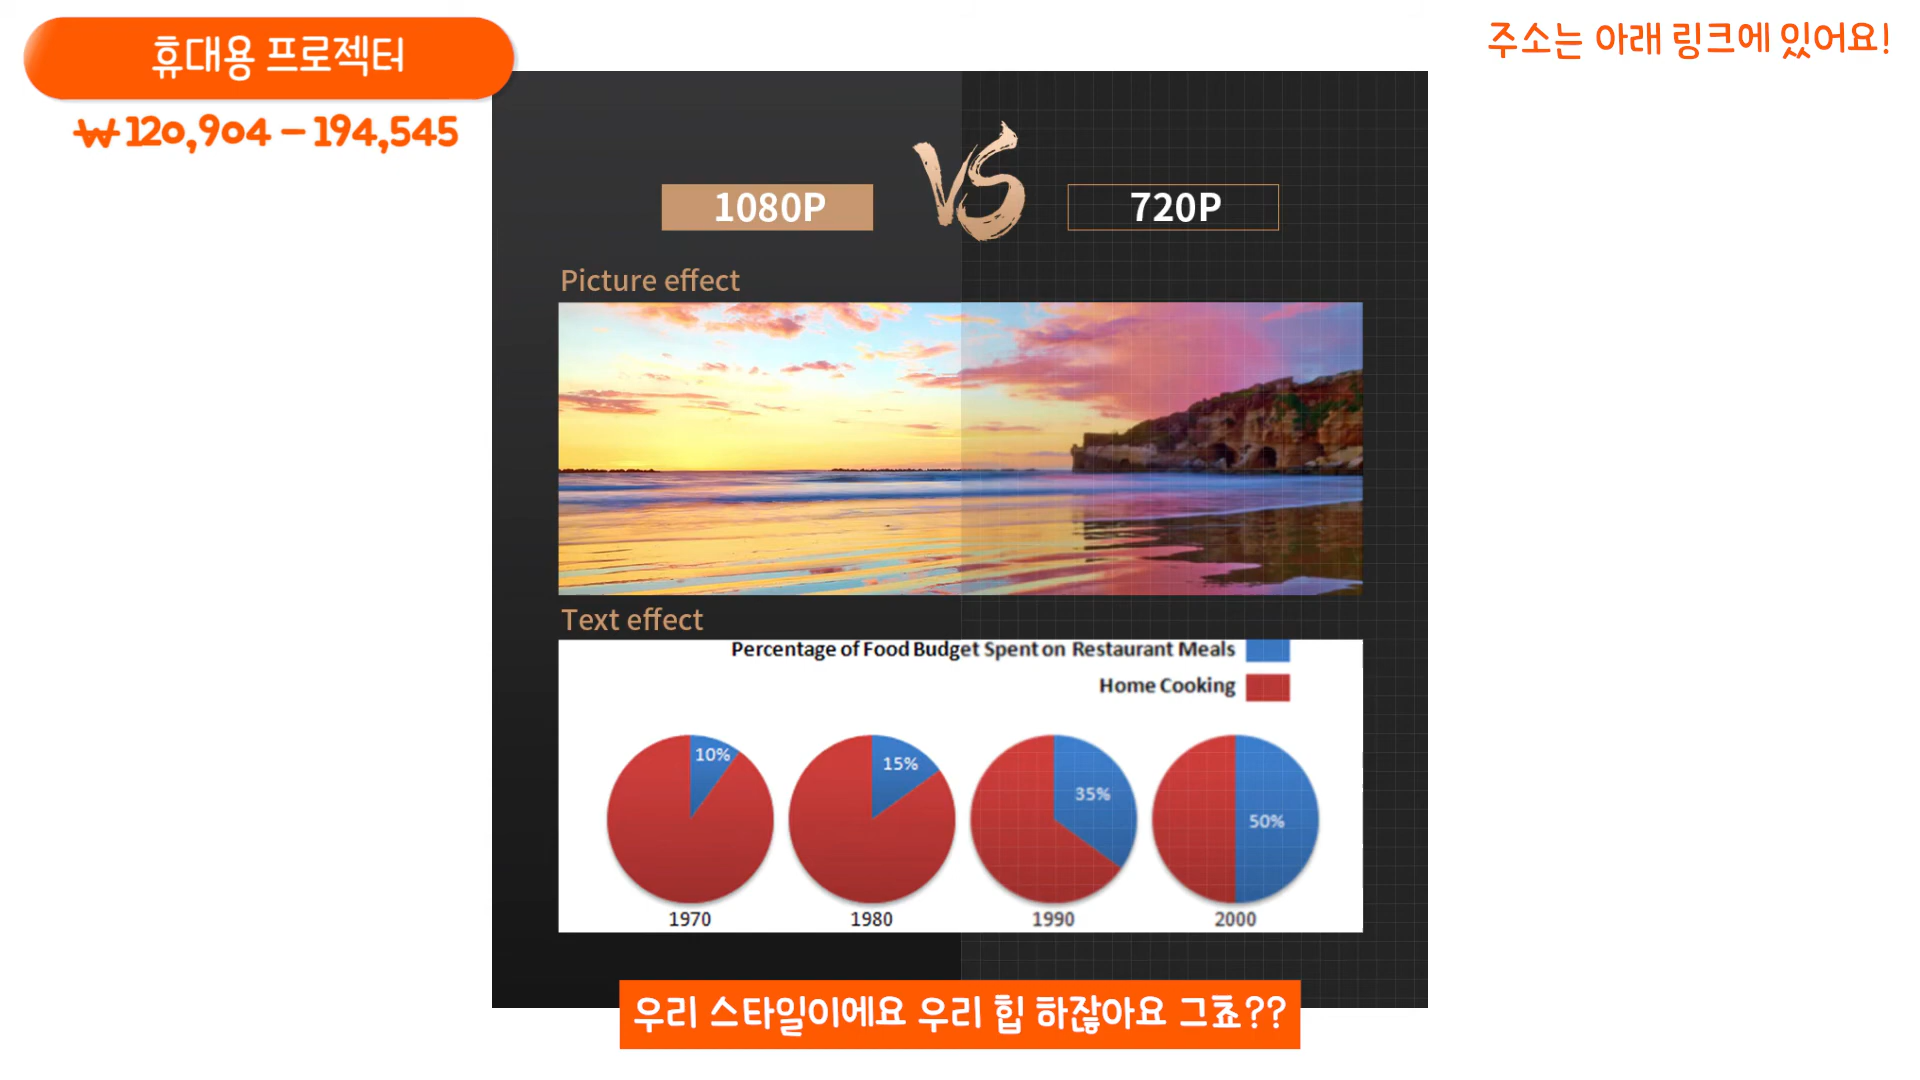 휴대용 프로젝터
₩120,904 – 194,545
주소는 아래 링크에 있어요!
1080P
VS
720P
Picture effect
Text effect
Percentage of Food Budget Spent on Restaurant Meals
Home Cooking
10%
15%
35%
50%
1970
1980
1990
2000
우리 스타일이에요 우리 힙 하잖아요 그쵸??